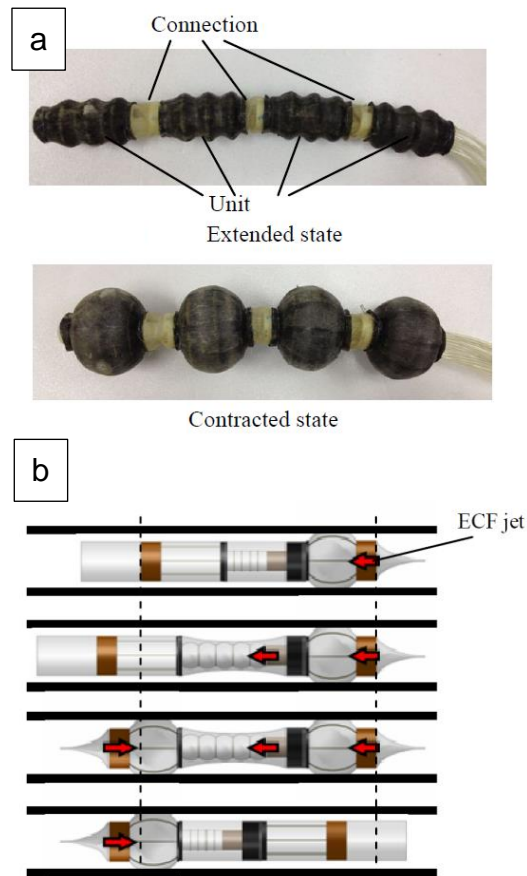 a
Connection
Unit
Extended state
Contracted state
b
ECF jet